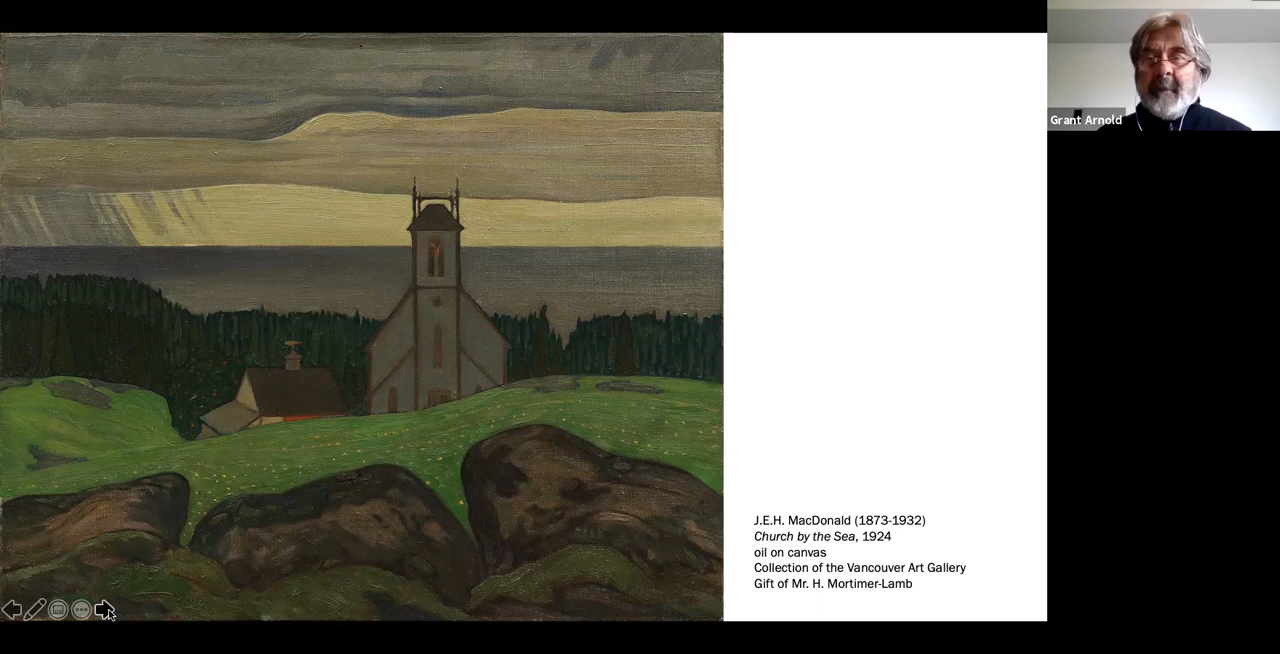 Grant Arnold
J.E.H. MacDonald (1873-1932)
Church by the Sea, 1924
oil on canvas
Collection of the Vancouver Art Gallery
Gift of Mr. H. Mortimer-Lamb